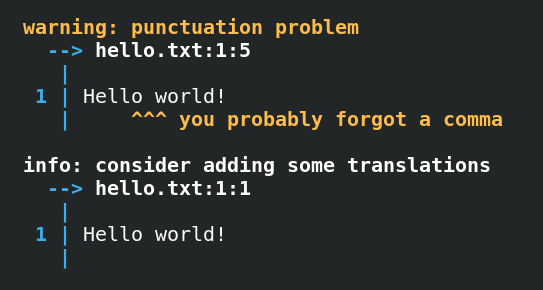 warning: punctuation problem
  --> hello.txt:1:5
   |
 1 | Hello world!
   |     ^^^ you probably forgot a comma

info: consider adding some translations
  --> hello.txt:1:1
   |
 1 | Hello world!
   |